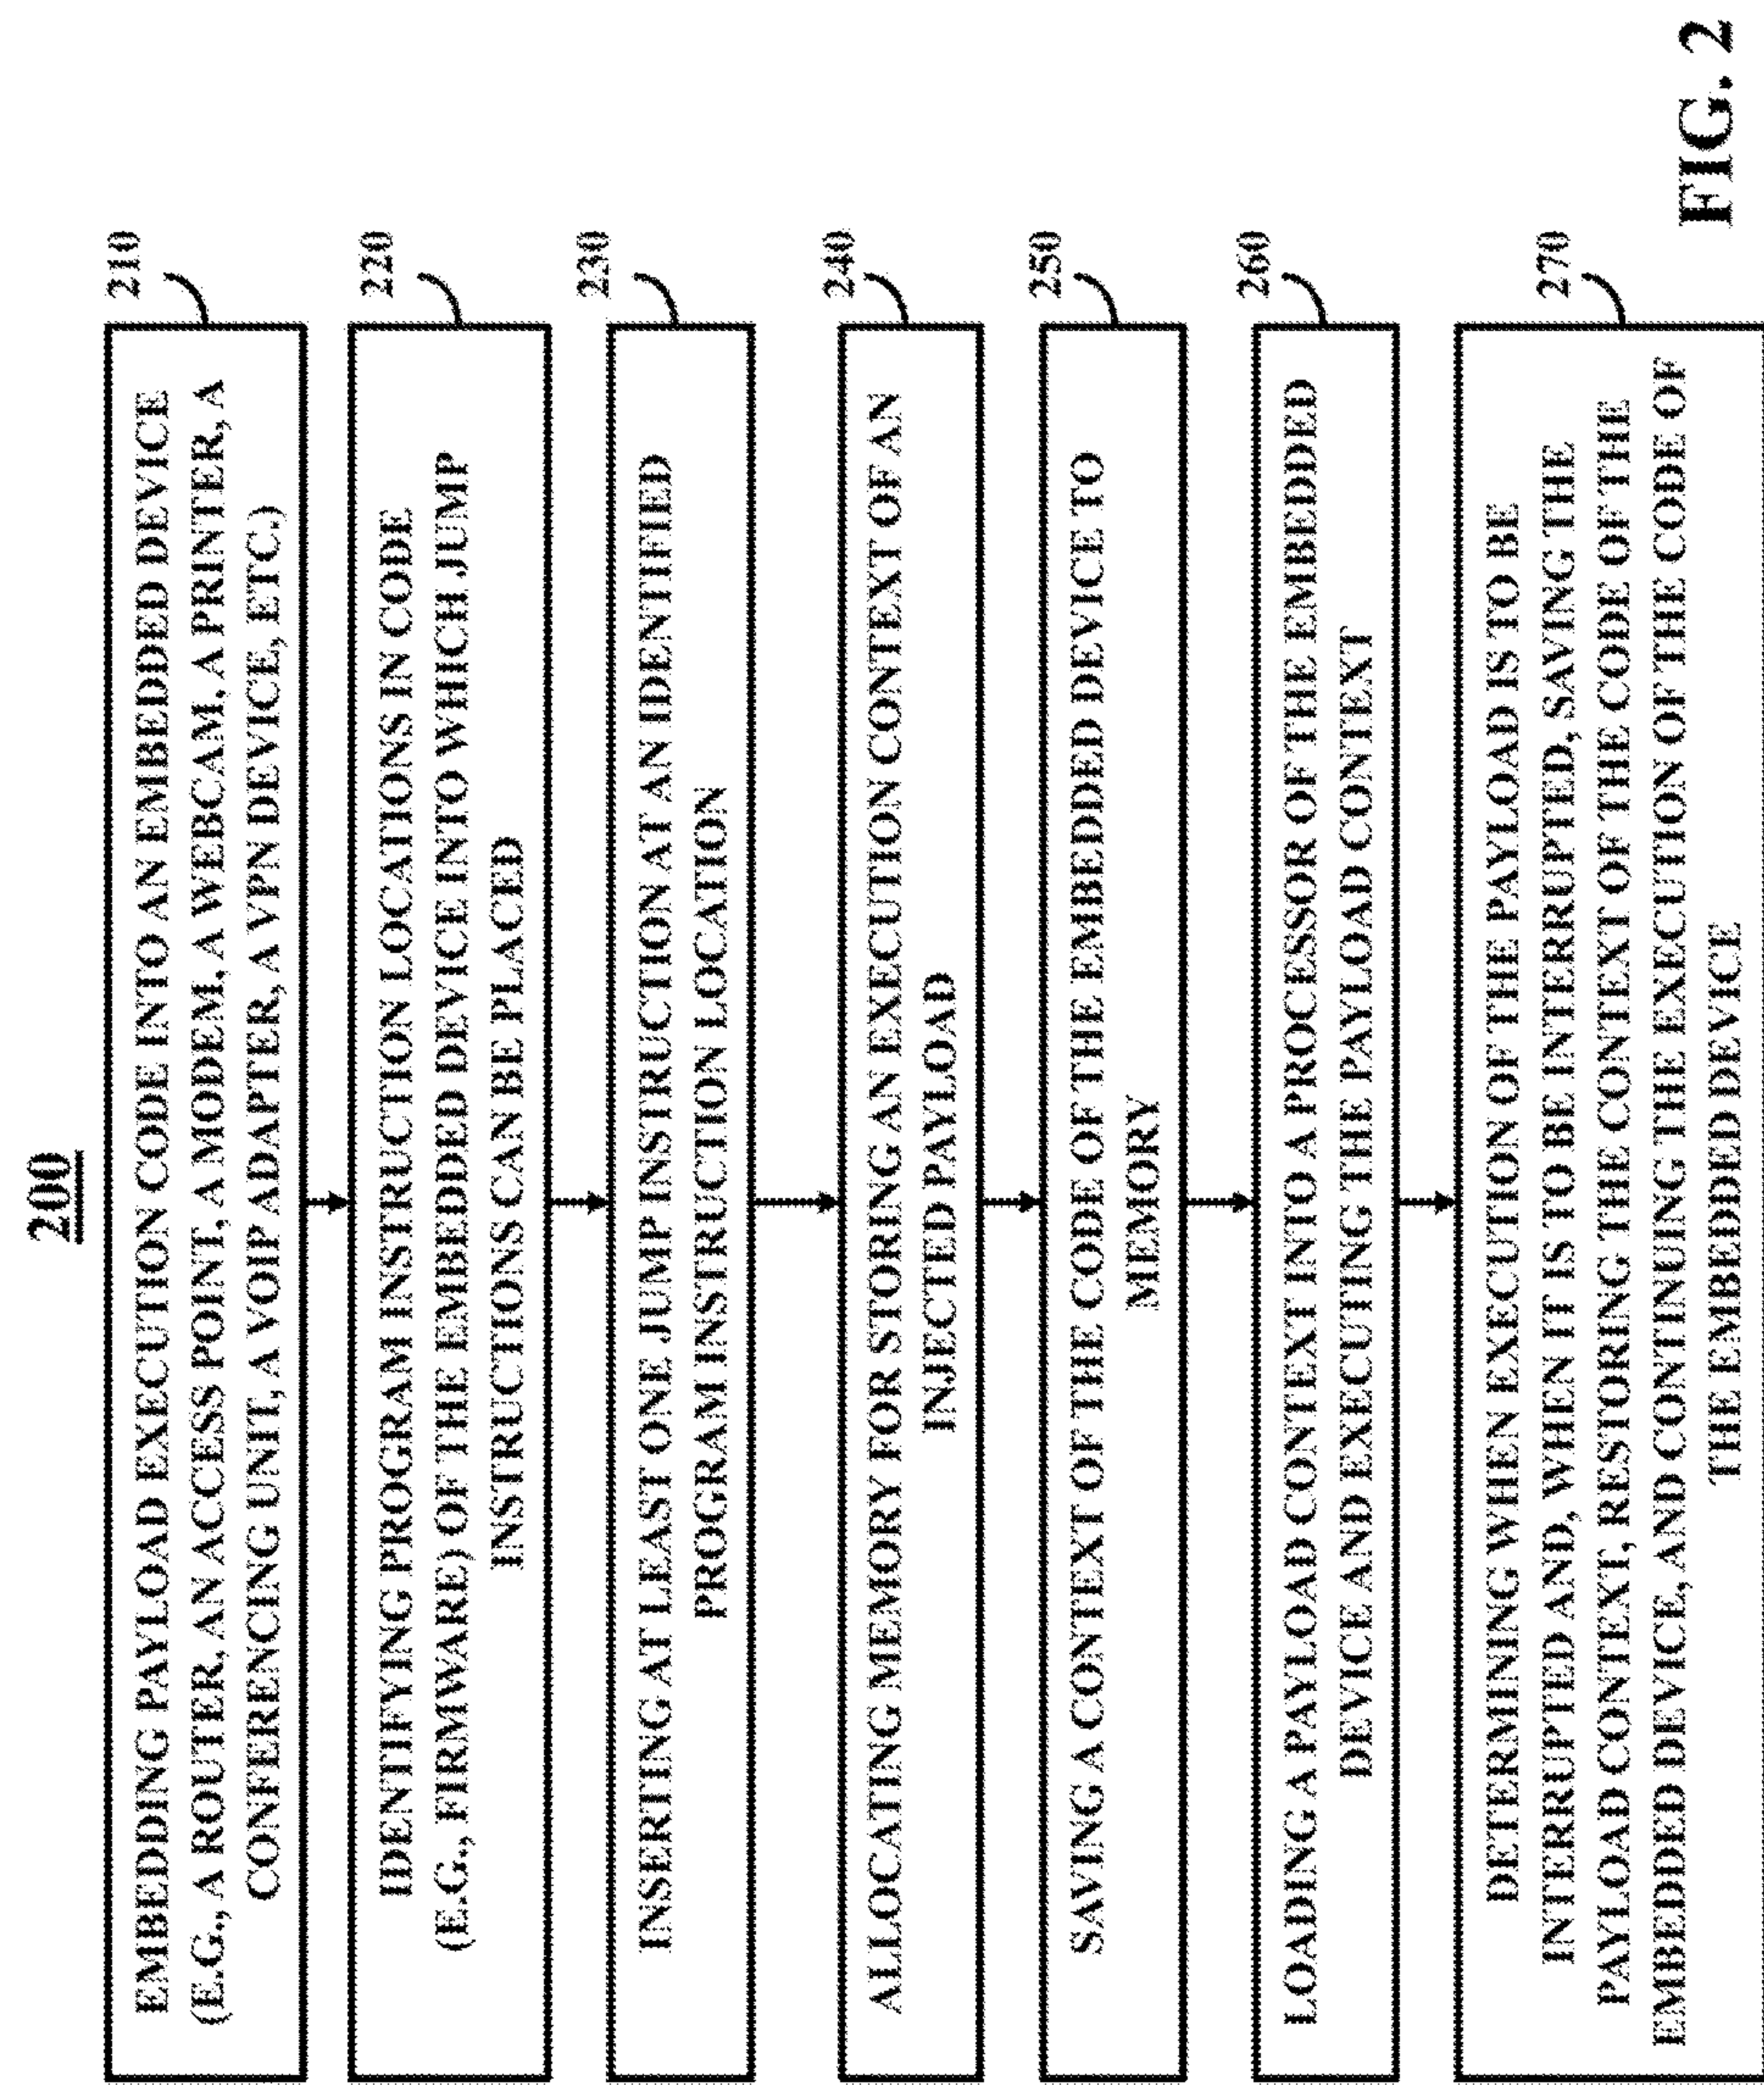 200
210
EMBEDDING PAYLOAD EXECUTION CODE INTO AN EMBEDDED DEVICE
(E.G., A ROUTER, AN ACCESS POINT, A MODEM, A WEBCAM, A PRINTER, A
CONFERENCING UNIT, A VOIP ADAPTER, A VPN DEVICE, ETC.)
220
IDENTIFYING PROGRAM INSTRUCTION LOCATIONS IN CODE
(E.G., FIRMWARE) OF THE EMBEDDED DEVICE INTO WHICH JUMP
INSTRUCTIONS CAN BE PLACED
230
INSERTING AT LEAST ONE JUMP INSTRUCTION AT AN IDENTIFIED
PROGRAM INSTRUCTION LOCATION
240
ALLOCATING MEMORY FOR STORING AN EXECUTION CONTEXT OF AN
INJECTED PAYLOAD
250
SAVING A CONTEXT OF THE CODE OF THE EMBEDDED DEVICE TO
MEMORY
260
LOADING A PAYLOAD CONTEXT INTO A PROCESSOR OF THE EMBEDDED
DEVICE AND EXECUTING THE PAYLOAD CONTEXT
270
DETERMINING WHEN EXECUTION OF THE PAYLOAD IS TO BE
INTERRUPTED AND, WHEN IT IS TO BE INTERRUPTED, SAVING THE
PAYLOAD CONTEXT, RESTORING THE CONTEXT OF THE CODE OF THE
EMBEDDED DEVICE, AND CONTINUING THE EXECUTION OF THE CODE OF
THE EMBEDDED DEVICE
FIG. 2